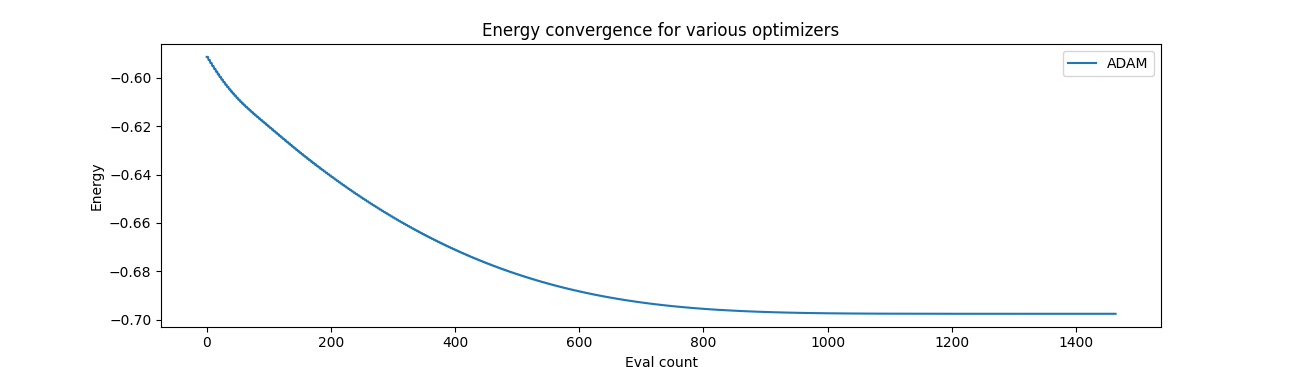 Energy convergence for various optimizers
ADAM
Energy
−0.60
−0.62
−0.64
−0.66
−0.68
−0.70
0 200 400 600 800 1000 1200 1400
Eval count